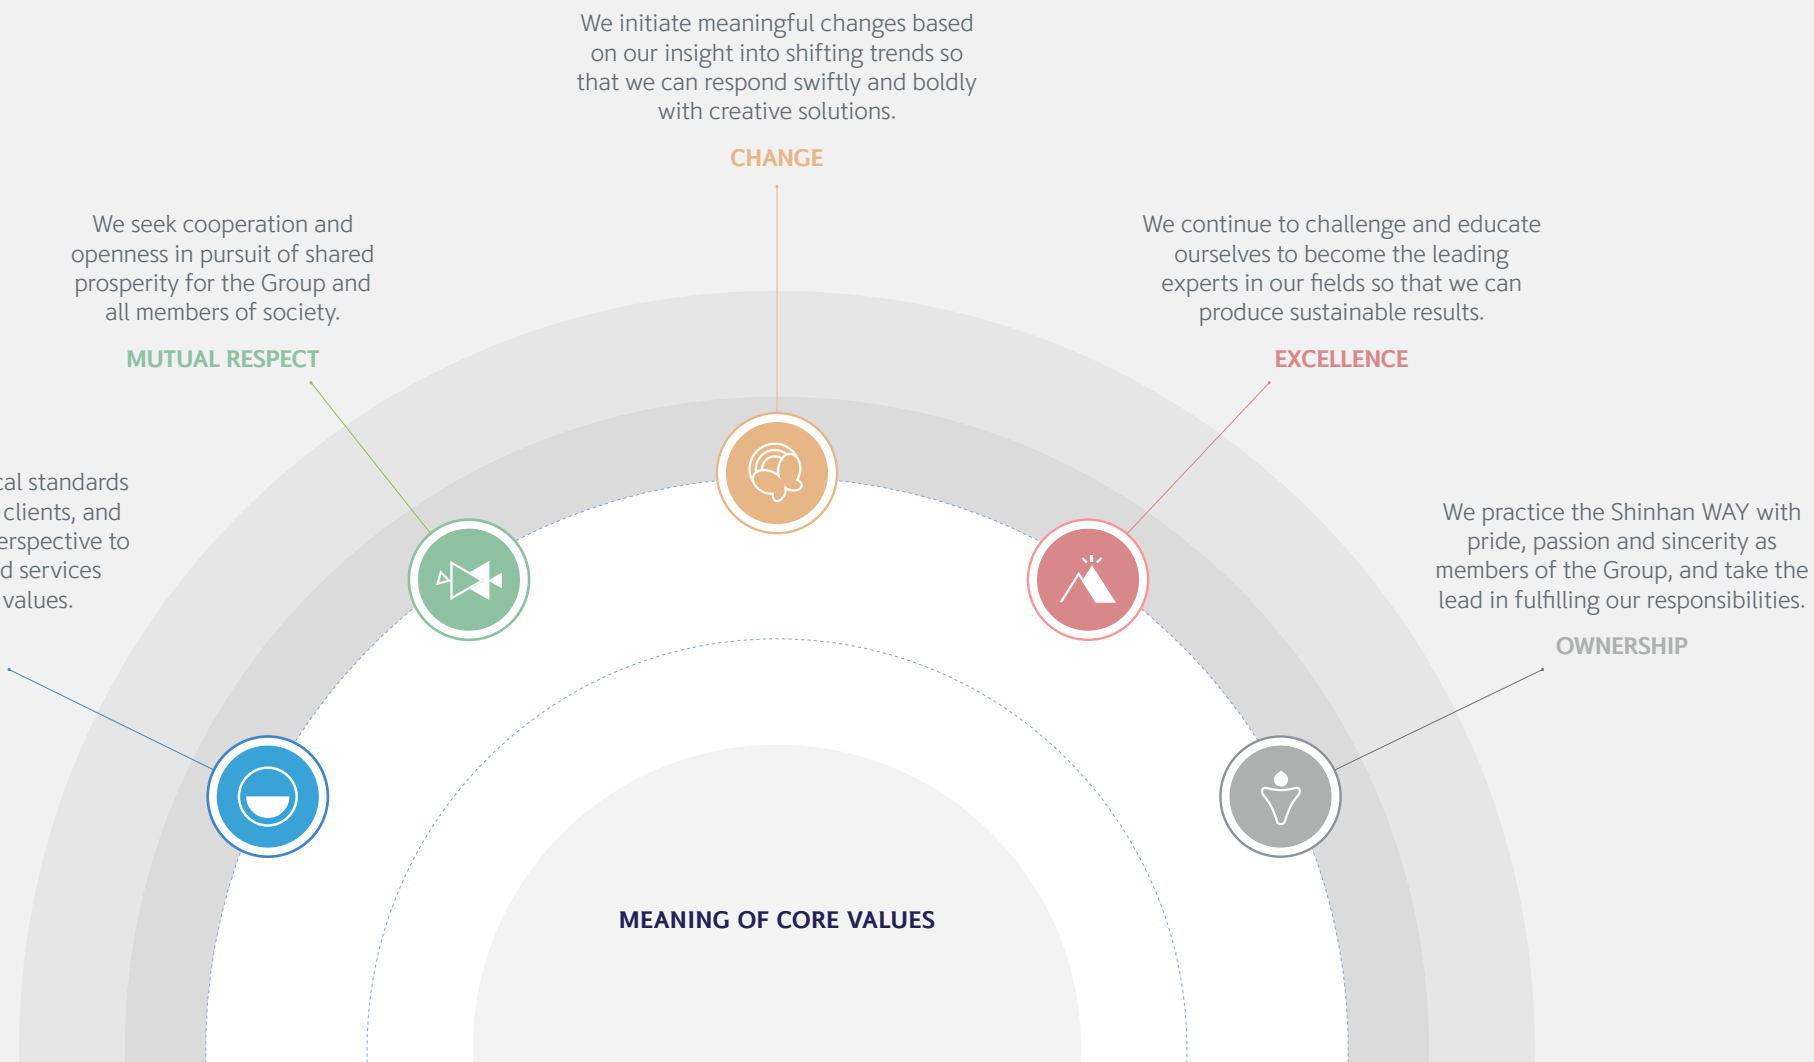 We initiate meaningful changes based
on our insight into shifting trends so
that we can respond swiftly and boldly
with creative solutions.
CHANGE
We seek cooperation and
openness in pursuit of shared
prosperity for the Group and
all members of society.
MUTUAL RESPECT
We continue to challenge and educate
ourselves to become the leading
experts in our fields so that we can
produce sustainable results.
EXCELLENCE
standards
clients, and
to
services
values.
We practice the Shinhan WAY with
pride, passion and sincerity as
members of the Group, and take the
lead in fulfilling our responsibilities.
OWNERSHIP
MEANING OF CORE VALUES